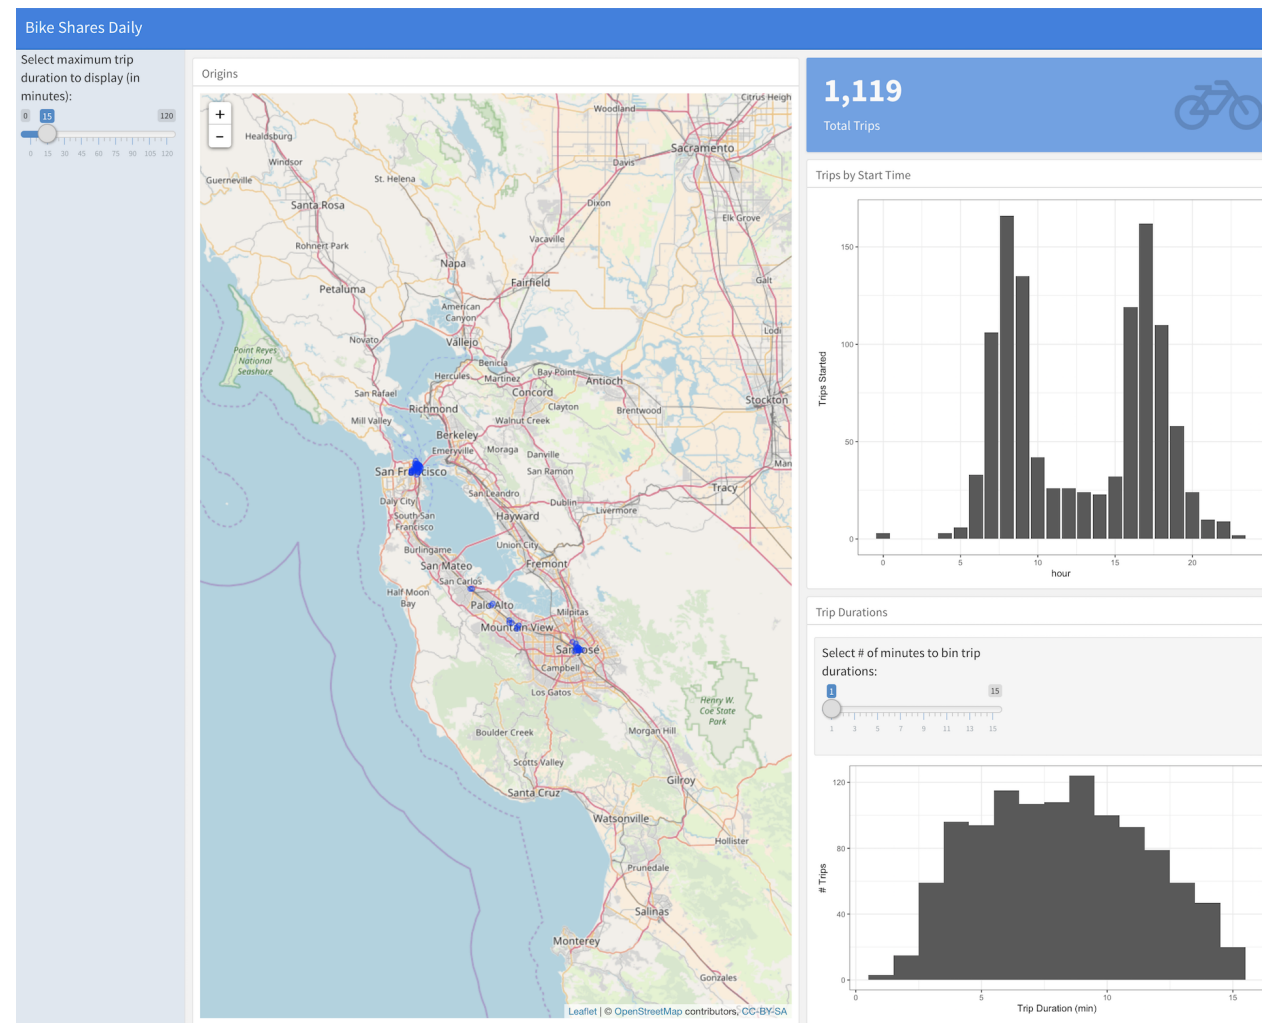 Bike Shares Daily
Select maximum trip
duration to display (in
minutes):
0 15 120
0 15 30 45 60 75 90 105 120
Origins
+
−
Citrus Heigh
Woodland
Healdsburg
Sacramento
Windsor
Davis
Guerneville
St. Helena
Dixon
Santa Rosa
Elk Grove
Vacaville
Rohnert Park
Napa
Galt
Fairfield
Petaluma
American
Canyon
Lodi
Novato
Vallejo
Point Reyes
National
Seashore
Benicia
Hercules
Martinez
Bay Point
Antioch
San Rafael
Concord
Stockton
Richmond
Clayton
Brentwood
Mill Valley
Walnut Creek
Berkeley
Emeryville
Moraga
Danville
Man
San Francisco
San Ramon
Tracy
San Leandro
Daly City
Dublin
Livermore
South San
Francisco
Hayward
Union City
Burlingame
San Mateo
Fremont
San Carlos
Half Moon
Bay
Palo Alto
Milpitas
Mountain View
San José
Campbell
Los Gatos
Henry W.
Coe State
Park
Boulder Creek
Morgan Hill
Scotts Valley
Gilroy
Santa Cruz
Watsonville
Hollister
Prunedale
Salinas
Monterey
Gonzales
Leaflet | © OpenStreetMap contributors, CC-BY-SA
1,119
Total Trips
Trips by Start Time
150
100
50
0
Trips Started
0 5 10 15 20
hour
Trip Durations
Select # of minutes to bin trip
durations:
1 15
1 3 5 7 9 11 13 15
120
80
40
0
# Trips
0 5 10 15
Trip Duration (min)